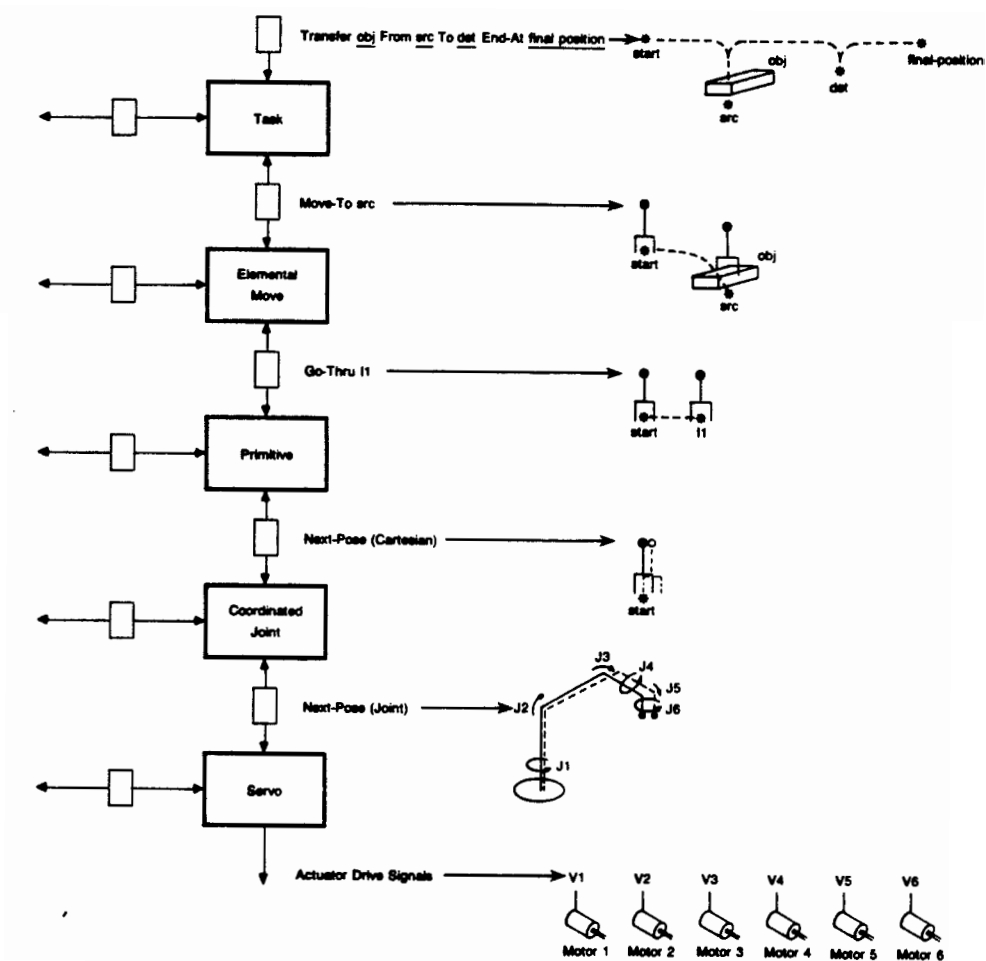 Transfer obj From src To dst End-At final position
start
obj
final-positions
dst
src
Task
Move-To src
start
obj
src
Elemental
Move
Go-Thru I1
start
I1
Primitive
Next-Pose (Cartesian)
start
Coordinated
Joint
J3
J4
J5
Next-Pose (Joint)
J2
J6
J1
Servo
Actuator Drive Signals
V1 V2 V3 V4 V5 V6
Motor 1 Motor 2 Motor 3 Motor 4 Motor 5 Motor 6